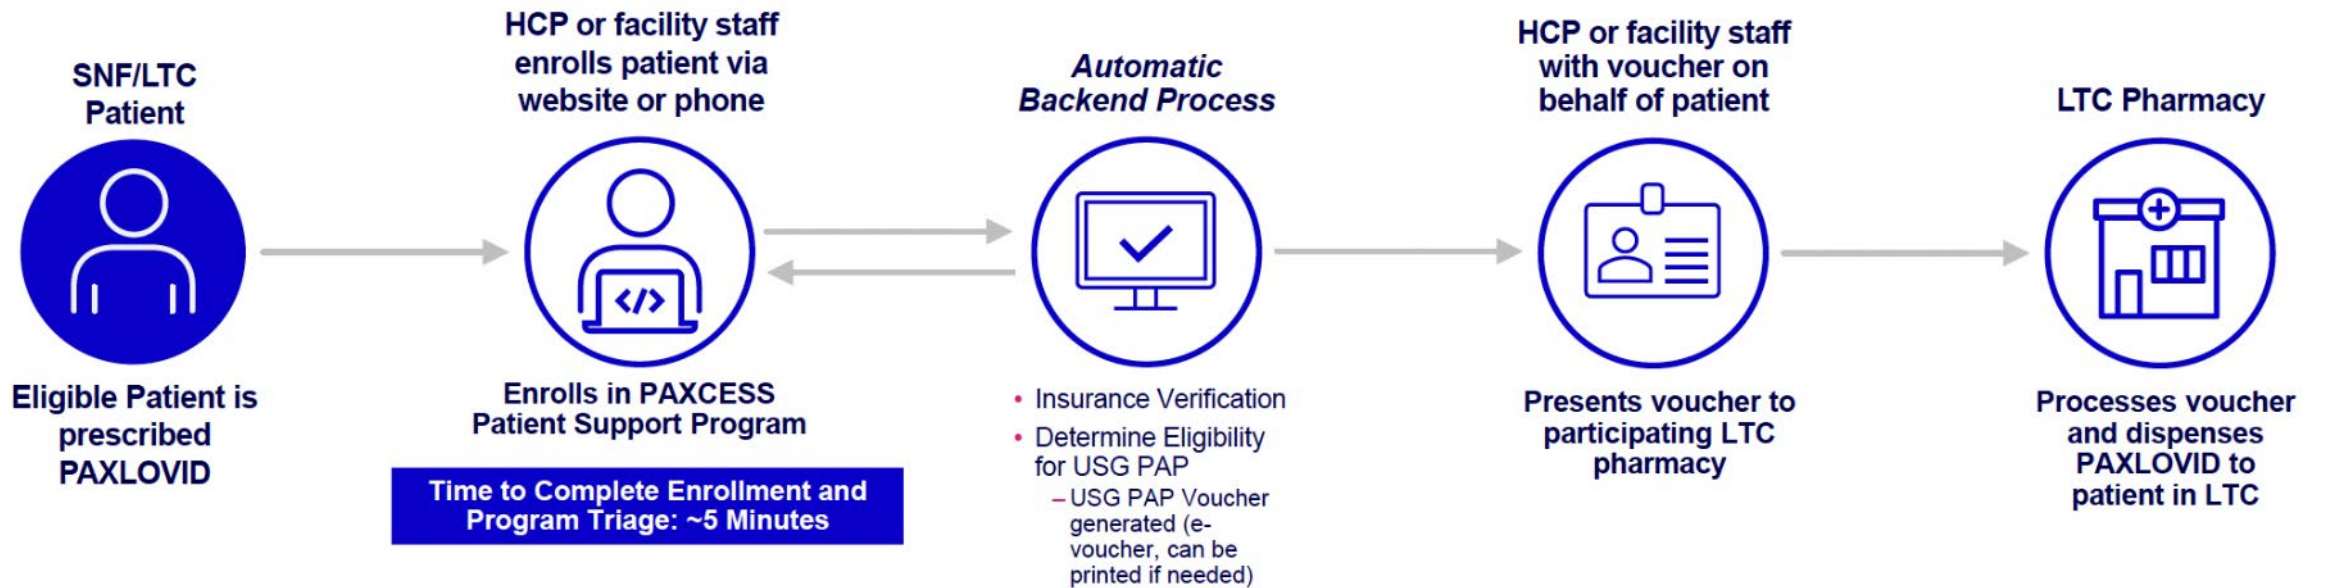 SNF/LTC
Patient
Eligible Patient is
prescribed
PAXLOVID
HCP or facility staff
enrolls patient via
website or phone
</>
Enrolls in PAXCESS
Patient Support Program
Time to Complete Enrollment and
Program Triage: ~5 Minutes
Automatic
Backend Process
• Insurance Verification
• Determine Eligibility
for USG PAP
– USG PAP Voucher
generated (e-
voucher, can be
printed if needed)
HCP or facility staff
with voucher on
behalf of patient
Presents voucher to
participating LTC
pharmacy
LTC Pharmacy
Processes voucher
and dispenses
PAXLOVID to
patient in LTC